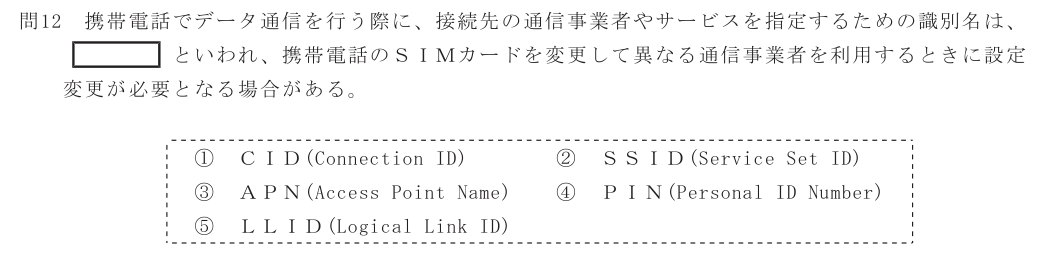 問12　携帯電話でデータ通信を行う際に、接続先の通信事業者やサービスを指定するための識別名は、
といわれ、携帯電話のＳＩＭカードを変更して異なる通信事業者を利用するときに設定
変更が必要となる場合がある。
①　ＣＩＤ(Connection ID)　②　ＳＳＩＤ(Service Set ID)
③　ＡＰＮ(Access Point Name)　④　ＰＩＮ(Personal ID Number)
⑤　ＬＬＩＤ(Logical Link ID)